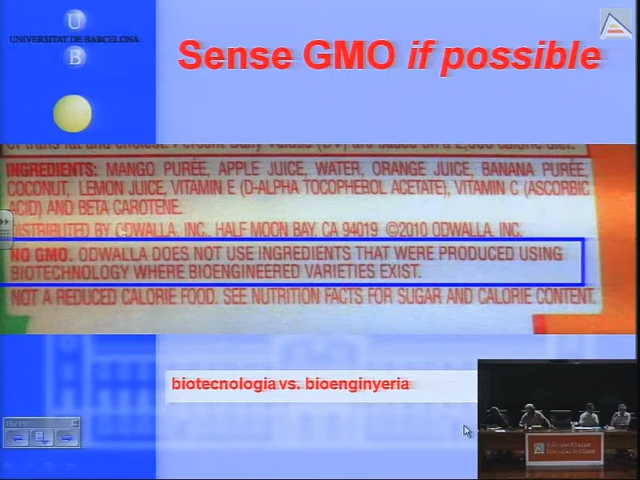 U
UNIVERSITAT DE BARCELONA
B
Sense GMO if possible
INGREDIENTS: MANGO PURÉE, APPLE JUICE, WATER, ORANGE JUICE, BANANA PURÉE,
COCONUT, LEMON JUICE, VITAMIN E (D-ALPHA TOCOPHEROL ACETATE), VITAMIN C (ASCORBIC
ACID) AND BETA CAROTENE.
DISTRIBUTED BY ODWALLA, INC., HALF MOON BAY, CA 94019 ©2010 ODWALLA, INC.
NO GMO. ODWALLA DOES NOT USE INGREDIENTS THAT WERE PRODUCED USING
BIOTECHNOLOGY WHERE BIOENGINEERED VARIETIES EXIST.
NOT A REDUCED CALORIE FOOD. SEE NUTRITION FACTS FOR SUGAR AND CALORIE CONTENT.
biotecnologia vs. bioenginyeria